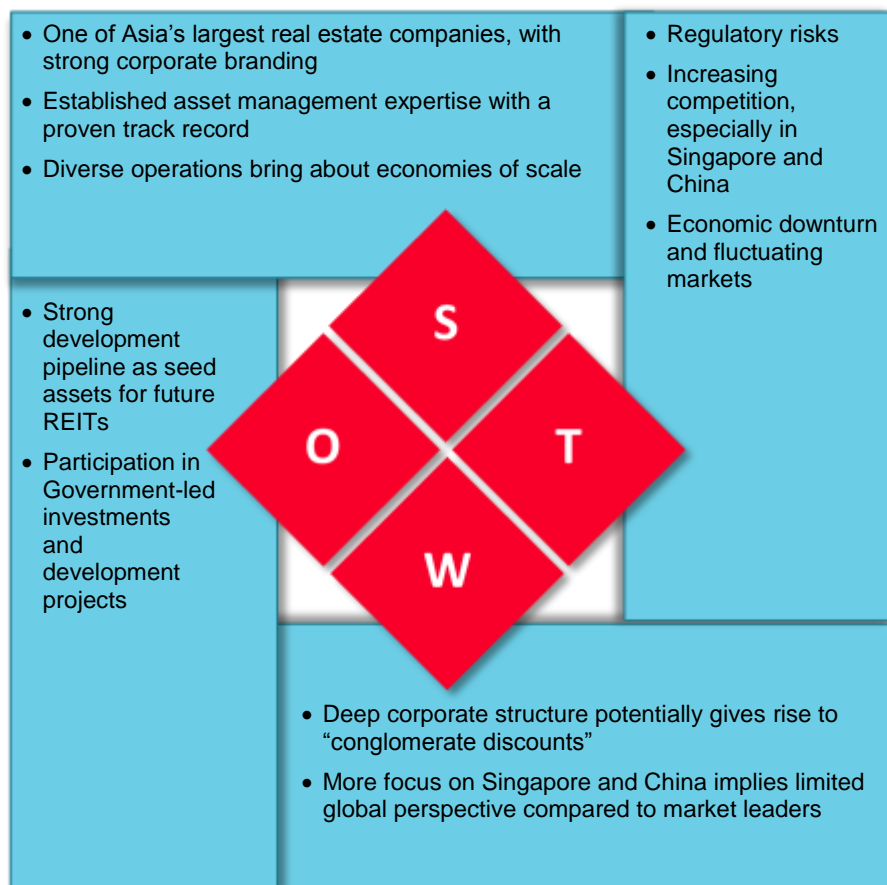 • One of Asia’s largest real estate companies, with
strong corporate branding
• Established asset management expertise with a
proven track record
• Diverse operations bring about economies of scale
• Regulatory risks
• Increasing
competition,
especially in
Singapore and
China
• Economic downturn
and fluctuating
markets
• Strong
development
pipeline as seed
assets for future
REITs
• Participation in
Government-led
investments
and
development
projects
S
O
T
W
• Deep corporate structure potentially gives rise to
“conglomerate discounts”
• More focus on Singapore and China implies limited
global perspective compared to market leaders